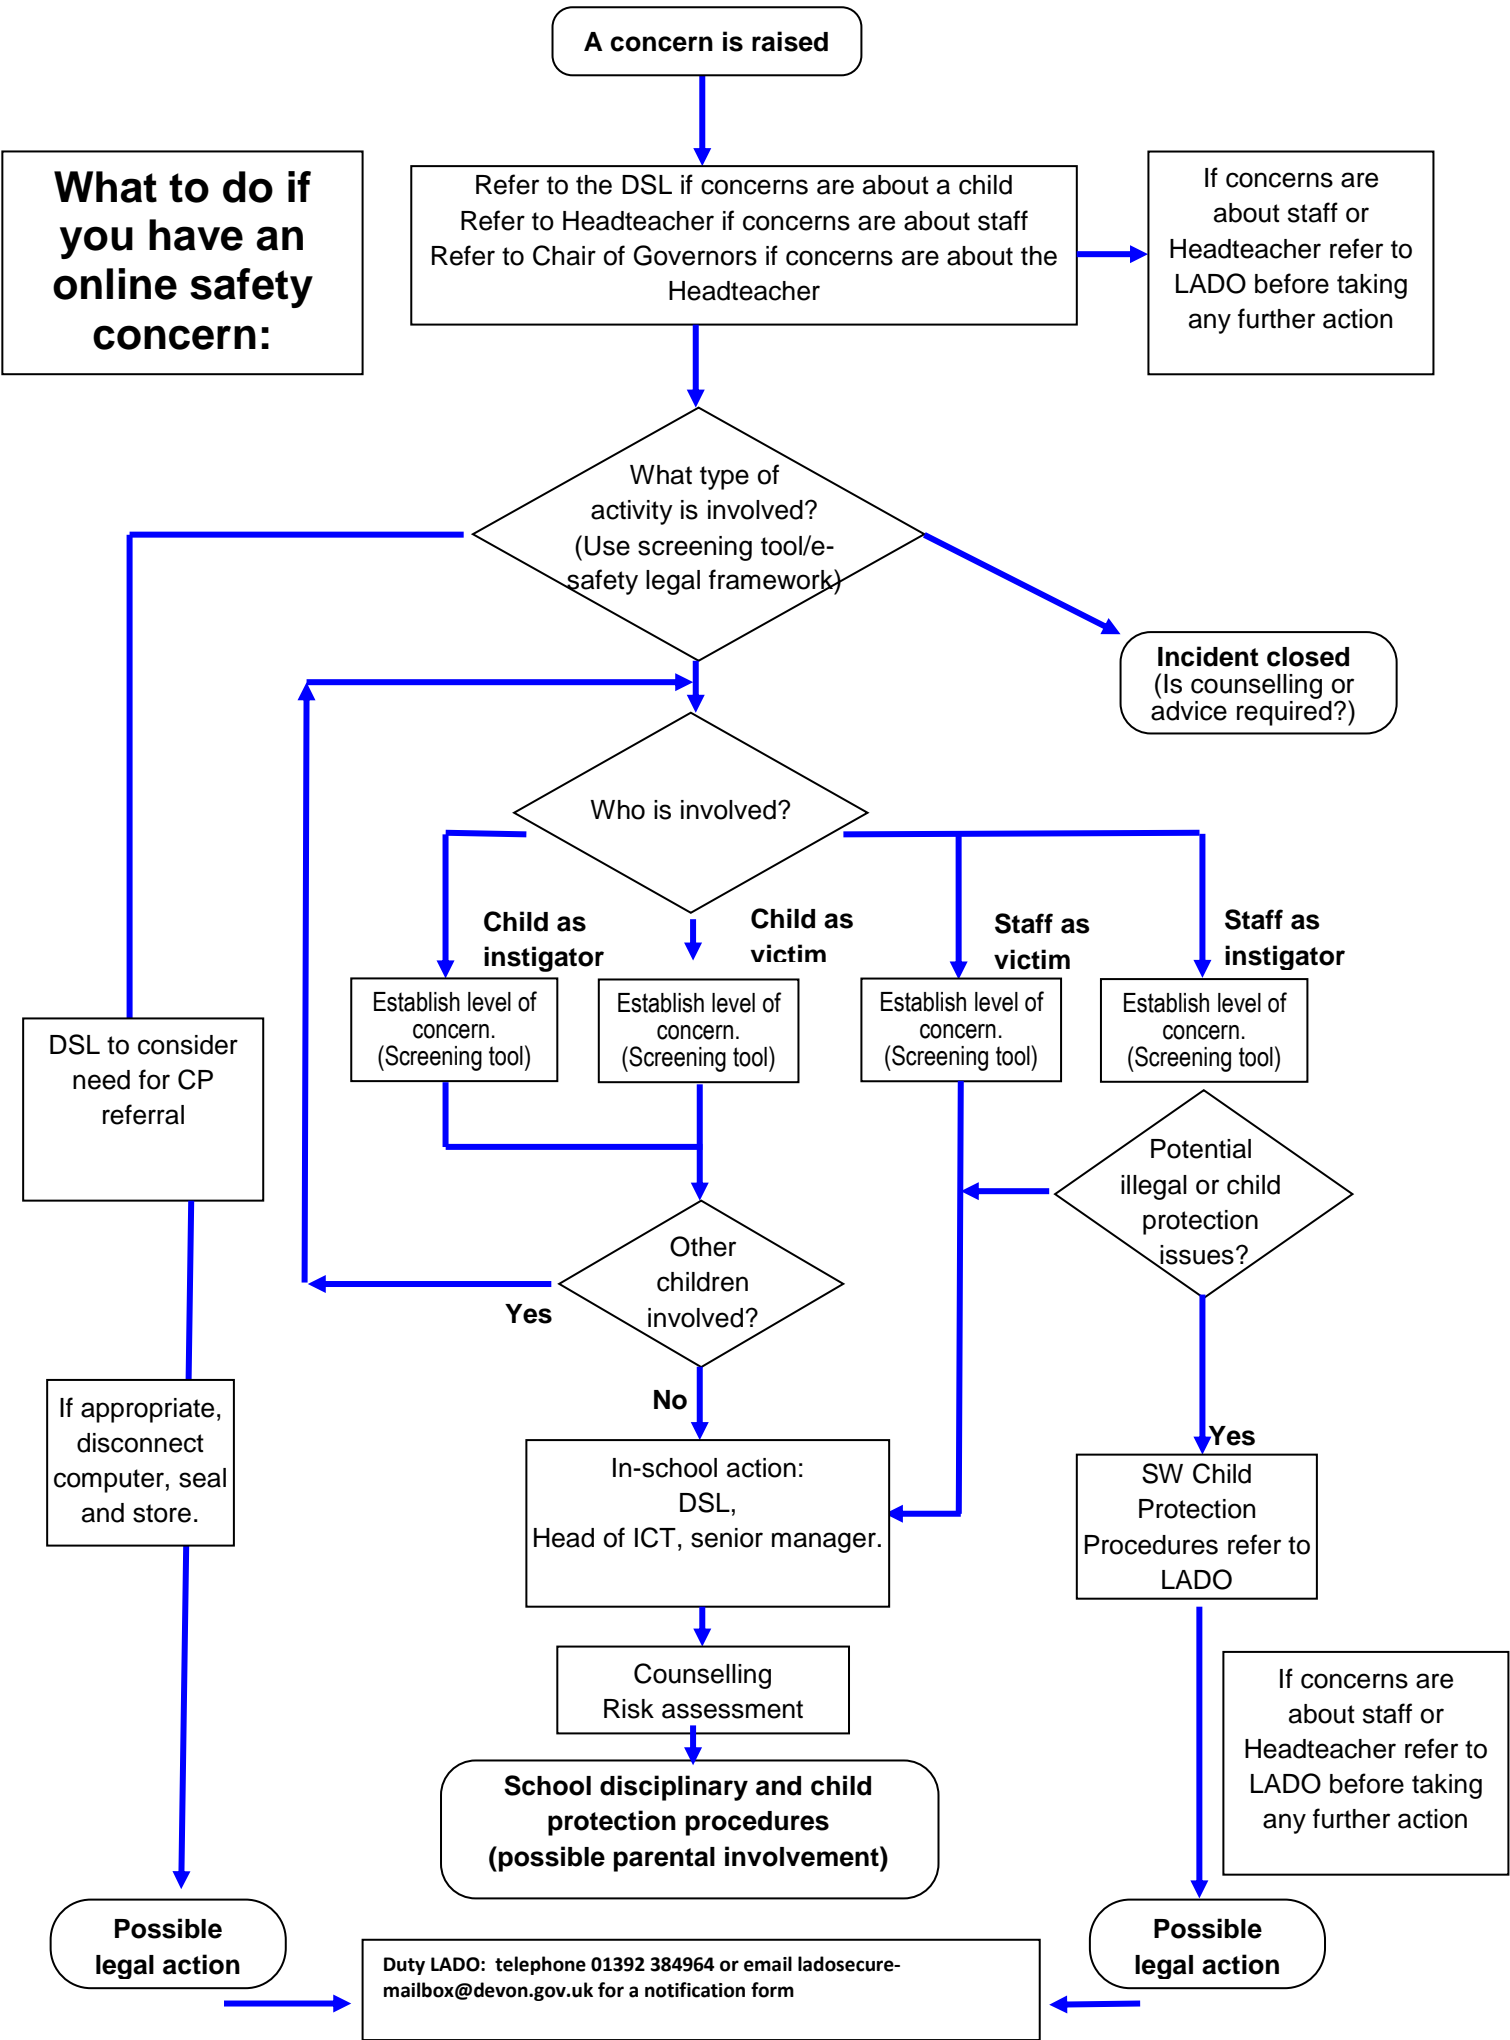 A concern is raised
What to do if
you have an
online safety
concern:
Refer to the DSL if concerns are about a child
Refer to Headteacher if concerns are about staff
Refer to Chair of Governors if concerns are about the
Headteacher
If concerns are
about staff or
Headteacher refer to
LADO before taking
any further action
What type of
activity is involved?
(Use screening tool/e-
safety legal framework)
Incident closed
(Is counselling or
advice required?)
Who is involved?
Child as
instigator
Child as
victim
Staff as
victim
Staff as
instigator
Establish level of
concern.
(Screening tool)
Establish level of
concern.
(Screening tool)
Establish level of
concern.
(Screening tool)
Establish level of
concern.
(Screening tool)
DSL to consider
need for CP
referral
Potential
illegal or child
protection
issues?
Other
children
involved?
Yes
No
If appropriate,
disconnect
computer, seal
and store.
Yes
In-school action:
DSL,
Head of ICT, senior manager.
SW Child
Protection
Procedures refer to
LADO
Counselling
Risk assessment
If concerns are
about staff or
Headteacher refer to
LADO before taking
any further action
School disciplinary and child
protection procedures
(possible parental involvement)
Possible
legal action
Possible
legal action
Duty LADO:  telephone 01392 384964 or email ladosecure-
mailbox@devon.gov.uk for a notification form